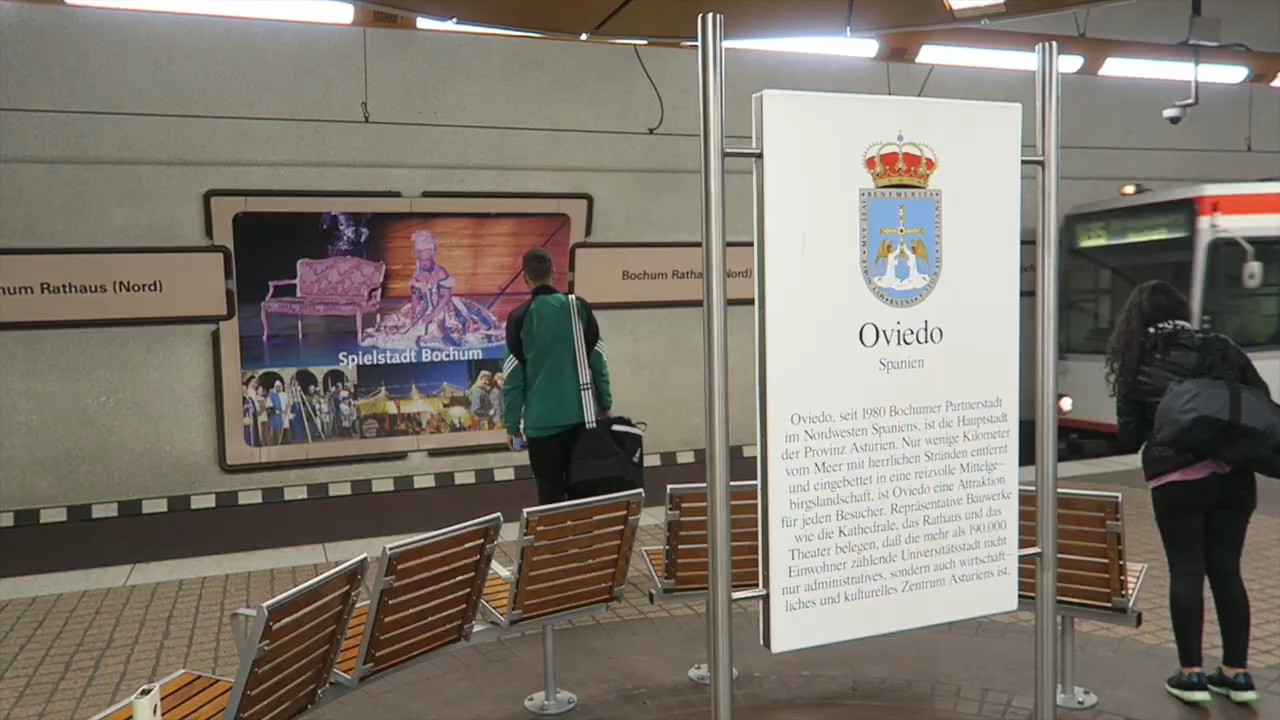 hum Rathaus (Nord)
Spielstadt Bochum
Bochum Rathaus (Nord)
BENEMERITA
Oviedo
Spanien
Oviedo, seit 1980 Bochumer Partnerstadt
im Nordwesten Spaniens, ist die Hauptstadt
der Provinz Asturien. Nur wenige Kilometer
vom Meer mit herrlichen Stränden entfernt
und eingebettet in eine reizvolle Mittelge-
birgslandschaft, ist Oviedo eine Attraktion
für jeden Besucher. Repräsentative Bauwerke
wie die Kathedrale, das Rathaus und das
Theater belegen, daß die mehr als 190.000
Einwohner zählende Universitätsstadt nicht
nur administratives, sondern auch wirtschaft-
liches und kulturelles Zentrum Asturiens ist.